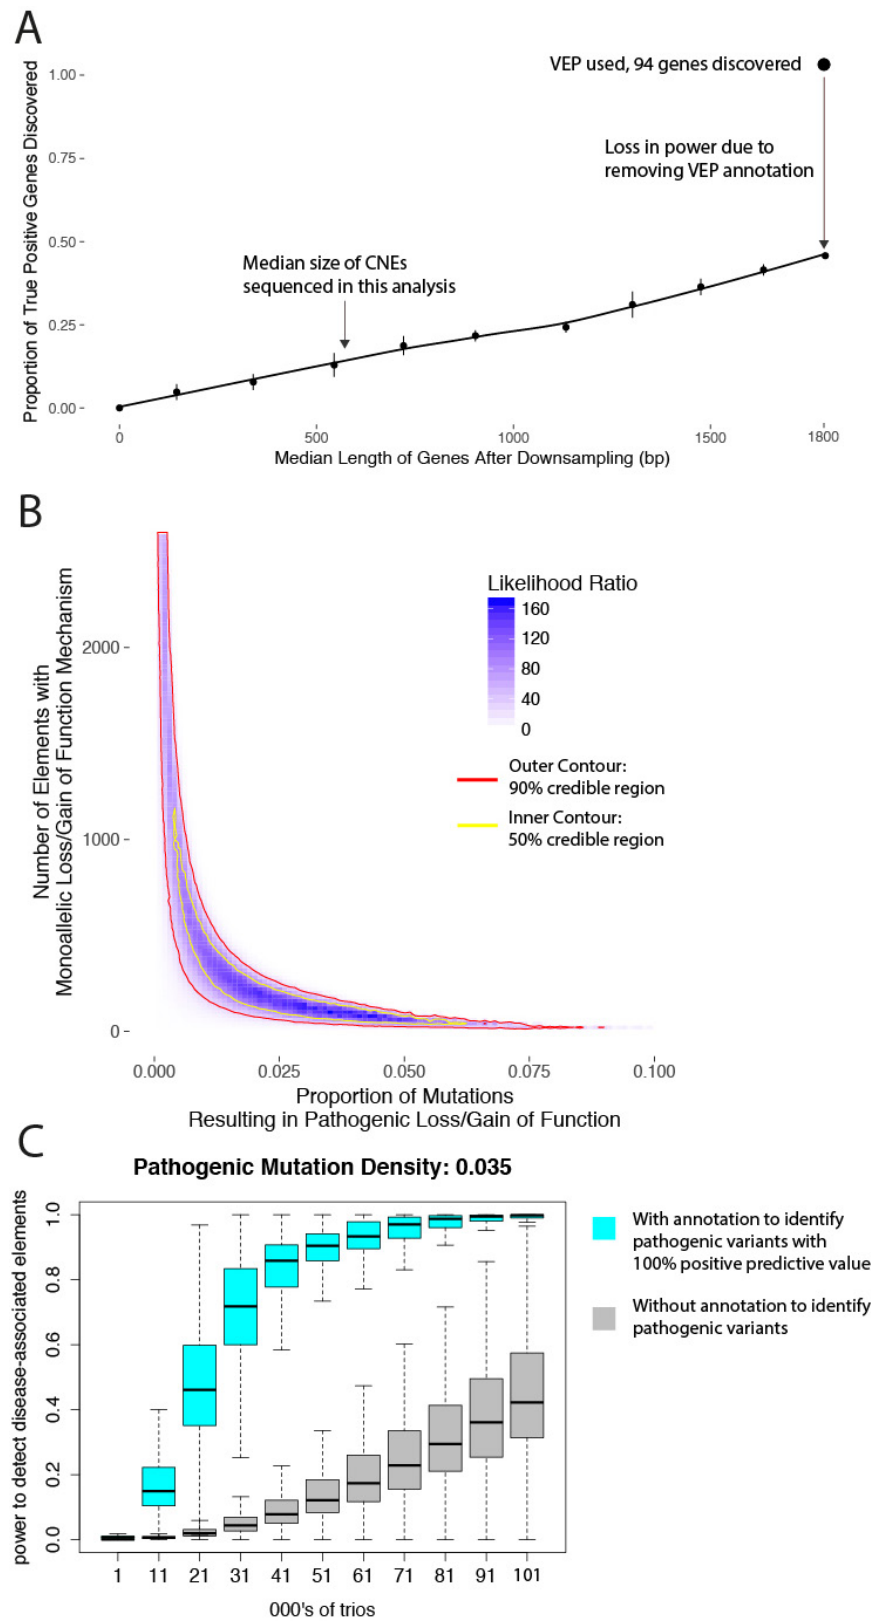 A
Proportion of True Positive Genes Discovered
1.00
0.75
0.50
0.25
0.00
VEP used, 94 genes discovered
Loss in power due to
removing VEP annotation
Median size of CNEs
sequenced in this analysis
0 500 1000 1500 1800
Median Length of Genes After Downsampling (bp)
B
Number of Elements with
Monoallelic Loss/Gain of Function Mechanism
2000
1000
0
Likelihood Ratio
160
120
80
40
0
Outer Contour:
90% credible region
Inner Contour:
50% credible region
0.000 0.025 0.050 0.075 0.100
Proportion of Mutations
Resulting in Pathogenic Loss/Gain of Function
C
Pathogenic Mutation Density: 0.035
power to detect disease-associated elements
1.0
0.8
0.6
0.4
0.2
0.0
With annotation to identify
pathogenic variants with
100% positive predictive value
Without annotation to identify
pathogenic variants
1 11 21 31 41 51 61 71 81 91 101
000's of trios